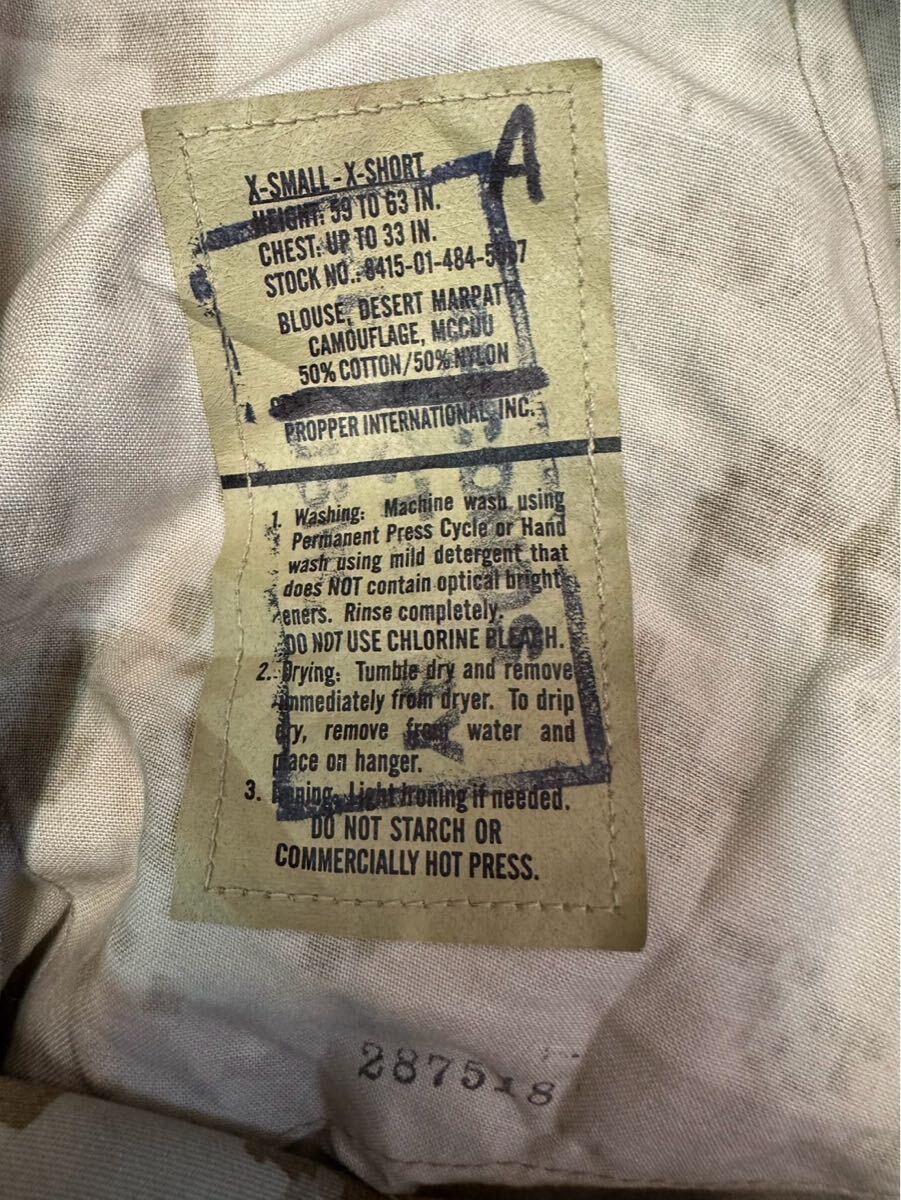 A
X-SMALL - X-SHORT
HEIGHT: 59 TO 63 IN.
CHEST: UP TO 33 IN.
STOCK NO.: 8415-01-484-
BLOUSE, DESERT MARPAT
CAMOUFLAGE, MCCUU
50% COTTON/50% NYLON
PROPPER INTERNATIONAL, INC.
1. Washing: Machine wash using
Permanent Press Cycle or Hand
wash using mild detergent that
does NOT contain optical bright-
eners. Rinse completely.
DO NOT USE CHLORINE BLEACH.
2. Drying: Tumble dry and remove
immediately from dryer. To drip
dry, remove from water and
place on hanger.
3. Ironing. Light ironing if needed.
DO NOT STARCH OR
COMMERCIALLY HOT PRESS.
287518